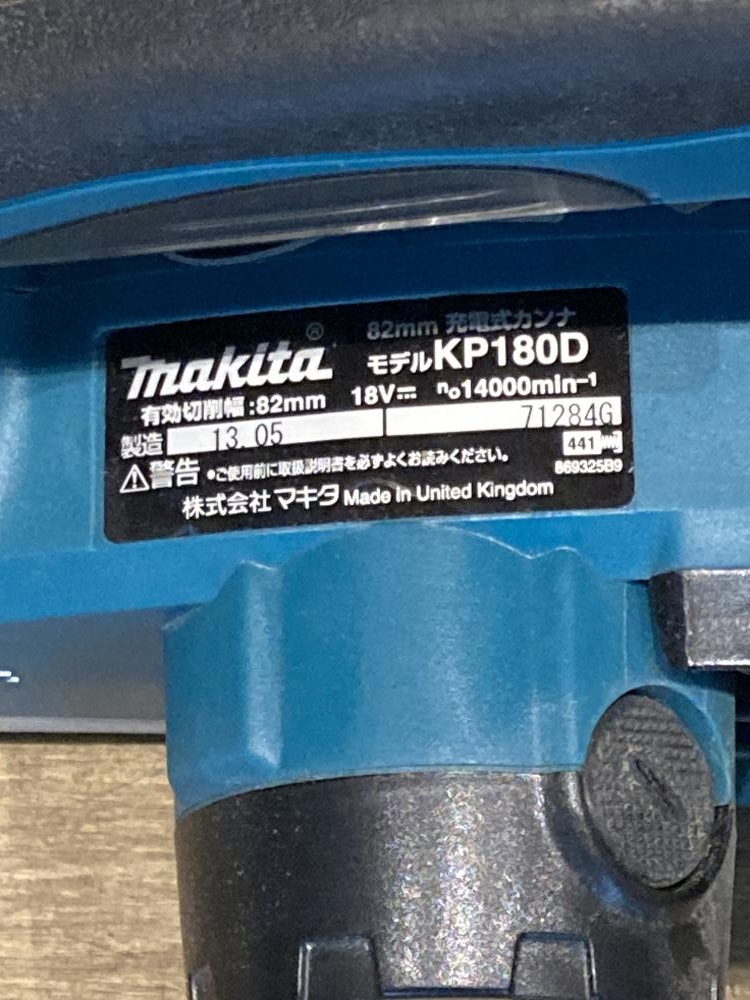 82mm 充電式カンナ
makita®
モデルKP180D
有効切削幅:82mm 18V n₀14000min⁻¹
製造 13.05 71284G
441
⚠警告 •ご使用前に取扱説明書を必ずよくお読みください。
869325B9
株式会社マキタ Made in United Kingdom